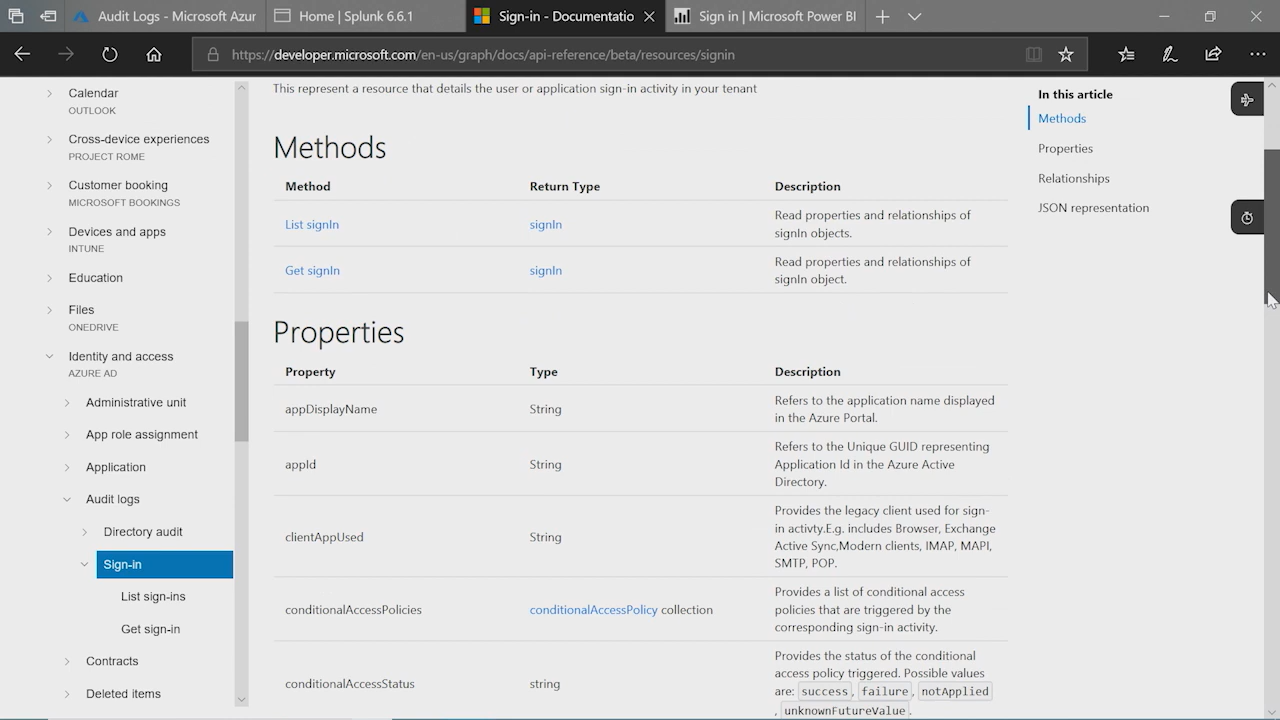 Audit Logs - Microsoft Azur
Home | Splunk 6.6.1
Sign-in - Documentatio
Sign in | Microsoft Power BI
https://developer.microsoft.com/en-us/graph/docs/api-reference/beta/resources/signin
Calendar
OUTLOOK
Cross-device experiences
PROJECT ROME
Customer booking
MICROSOFT BOOKINGS
Devices and apps
INTUNE
Education
Files
ONEDRIVE
Identity and access
AZURE AD
Administrative unit
App role assignment
Application
Audit logs
Directory audit
Sign-in
List sign-ins
Get sign-in
Contracts
Deleted items
This represent a resource that details the user or application sign-in activity in your tenant
Methods
Method Return Type Description
List signIn signIn Read properties and relationships of
signIn objects.
Get signIn signIn Read properties and relationships of
signIn object.
Properties
Property Type Description
appDisplayName String Refers to the application name displayed
in the Azure Portal.
appId String Refers to the Unique GUID representing
Application Id in the Azure Active
Directory.
clientAppUsed String Provides the legacy client used for sign-
in activty.E.g. includes Browser, Exchange
Active Sync,Modern clients, IMAP, MAPI,
SMTP, POP.
conditionalAccessPolicies conditionalAccessPolicy collection Provides a list of conditional access
policies that are triggered by the
corresponding sign-in activity.
conditionalAccessStatus string Provides the status of the conditional
access policy triggered. Possible values
are: success, failure, notApplied
, unknownFutureValue.
In this article
Methods
Properties
Relationships
JSON representation